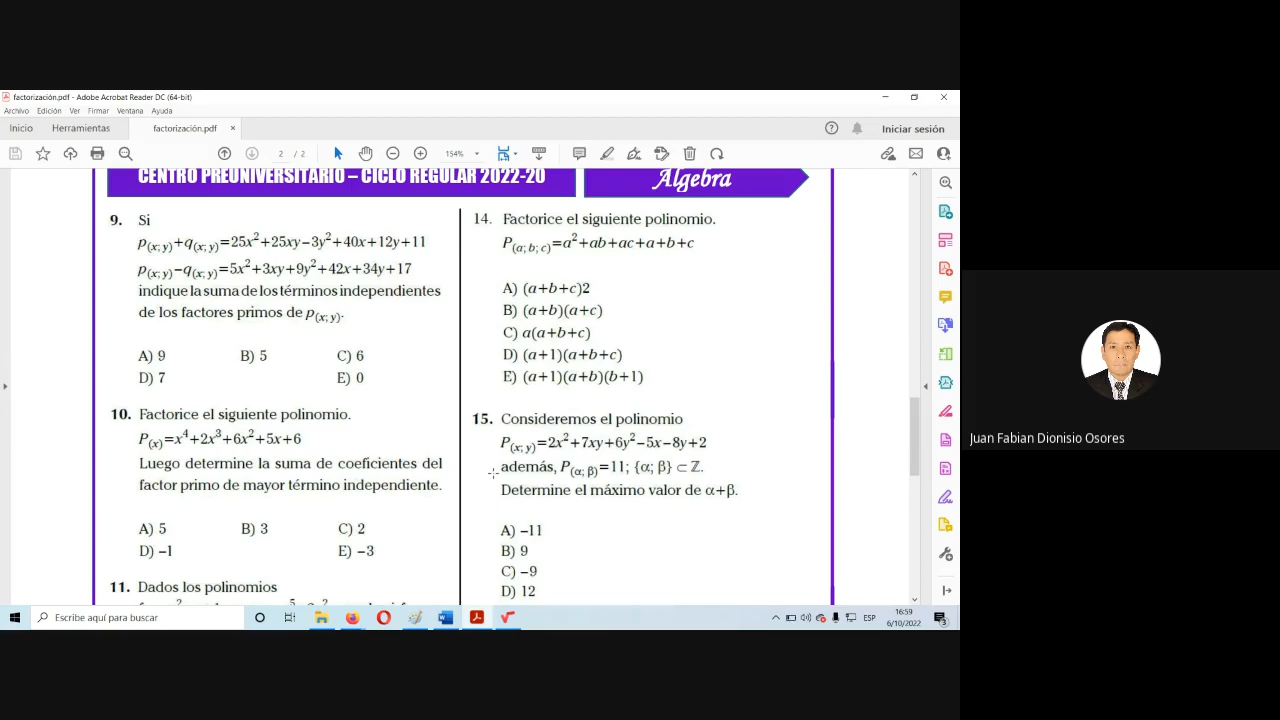 factorización.pdf - Adobe Acrobat Reader DC (64-bit)
Archivo Edición Ver Firmar Ventana Ayuda
Inicio Herramientas factorización.pdf × Iniciar sesión
2 / 2 154%
CENTRO PREUNIVERSITARIO – CICLO REGULAR 2022-20 Álgebra
9. Si
p(x; y)+q(x; y)=25x²+25xy–3y²+40x+12y+11
p(x; y)–q(x; y)=5x²+3xy+9y²+42x+34y+17
indique la suma de los términos independientes
de los factores primos de p(x; y).
A) 9 B) 5 C) 6
D) 7 E) 0
10. Factorice el siguiente polinomio.
P(x)=x⁴+2x³+6x²+5x+6
Luego determine la suma de coeficientes del
factor primo de mayor término independiente.
A) 5 B) 3 C) 2
D) –1 E) –3
11. Dados los polinomios
14. Factorice el siguiente polinomio.
P(a; b; c)=a²+ab+ac+a+b+c
A) (a+b+c)2
B) (a+b)(a+c)
C) a(a+b+c)
D) (a+1)(a+b+c)
E) (a+1)(a+b)(b+1)
15. Consideremos el polinomio
P(x; y)=2x²+7xy+6y²–5x–8y+2
además, P(α; β)=11; {α; β} ⊂ ℤ.
Determine el máximo valor de α+β.
A) –11
B) 9
C) –9
D) 12
Juan Fabian Dionisio Osores
Escribe aquí para buscar
ESP
16:59
6/10/2022
3